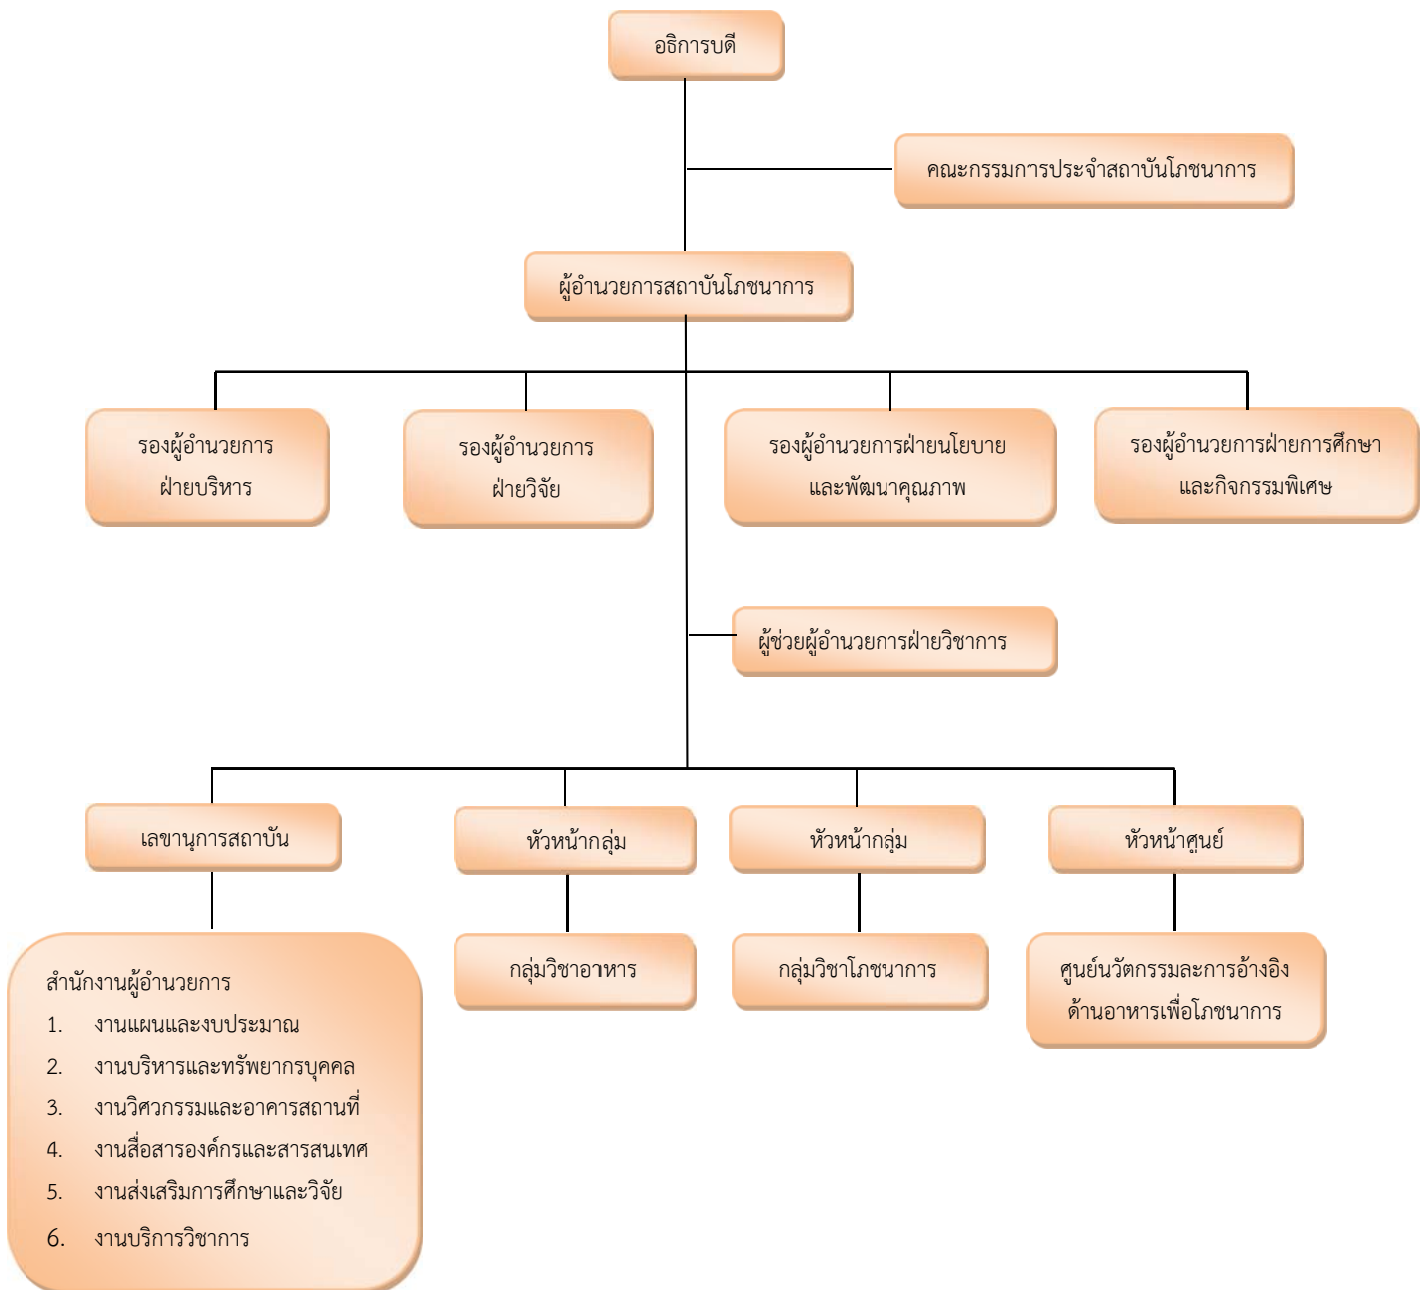 อธิการบดี
คณะกรรมการประจำสถาบันโภชนาการ
ผู้อำนวยการสถาบันโภชนาการ
รองผู้อำนวยการ
ฝ่ายบริหาร
รองผู้อำนวยการ
ฝ่ายวิจัย
รองผู้อำนวยการฝ่ายนโยบาย
และพัฒนาคุณภาพ
รองผู้อำนวยการฝ่ายการศึกษา
และกิจกรรมพิเศษ
ผู้ช่วยผู้อำนวยการฝ่ายวิชาการ
เลขานุการสถาบัน
หัวหน้ากลุ่ม
หัวหน้ากลุ่ม
หัวหน้าศูนย์
สำนักงานผู้อำนวยการ
1. งานแผนและงบประมาณ
2. งานบริหารและทรัพยากรบุคคล
3. งานวิศวกรรมและอาคารสถานที่
4. งานสื่อสารองค์กรและสารสนเทศ
5. งานส่งเสริมการศึกษาและวิจัย
6. งานบริการวิชาการ
กลุ่มวิชาอาหาร
กลุ่มวิชาโภชนาการ
ศูนย์นวัตกรรมละการอ้างอิง
ด้านอาหารเพื่อโภชนาการ